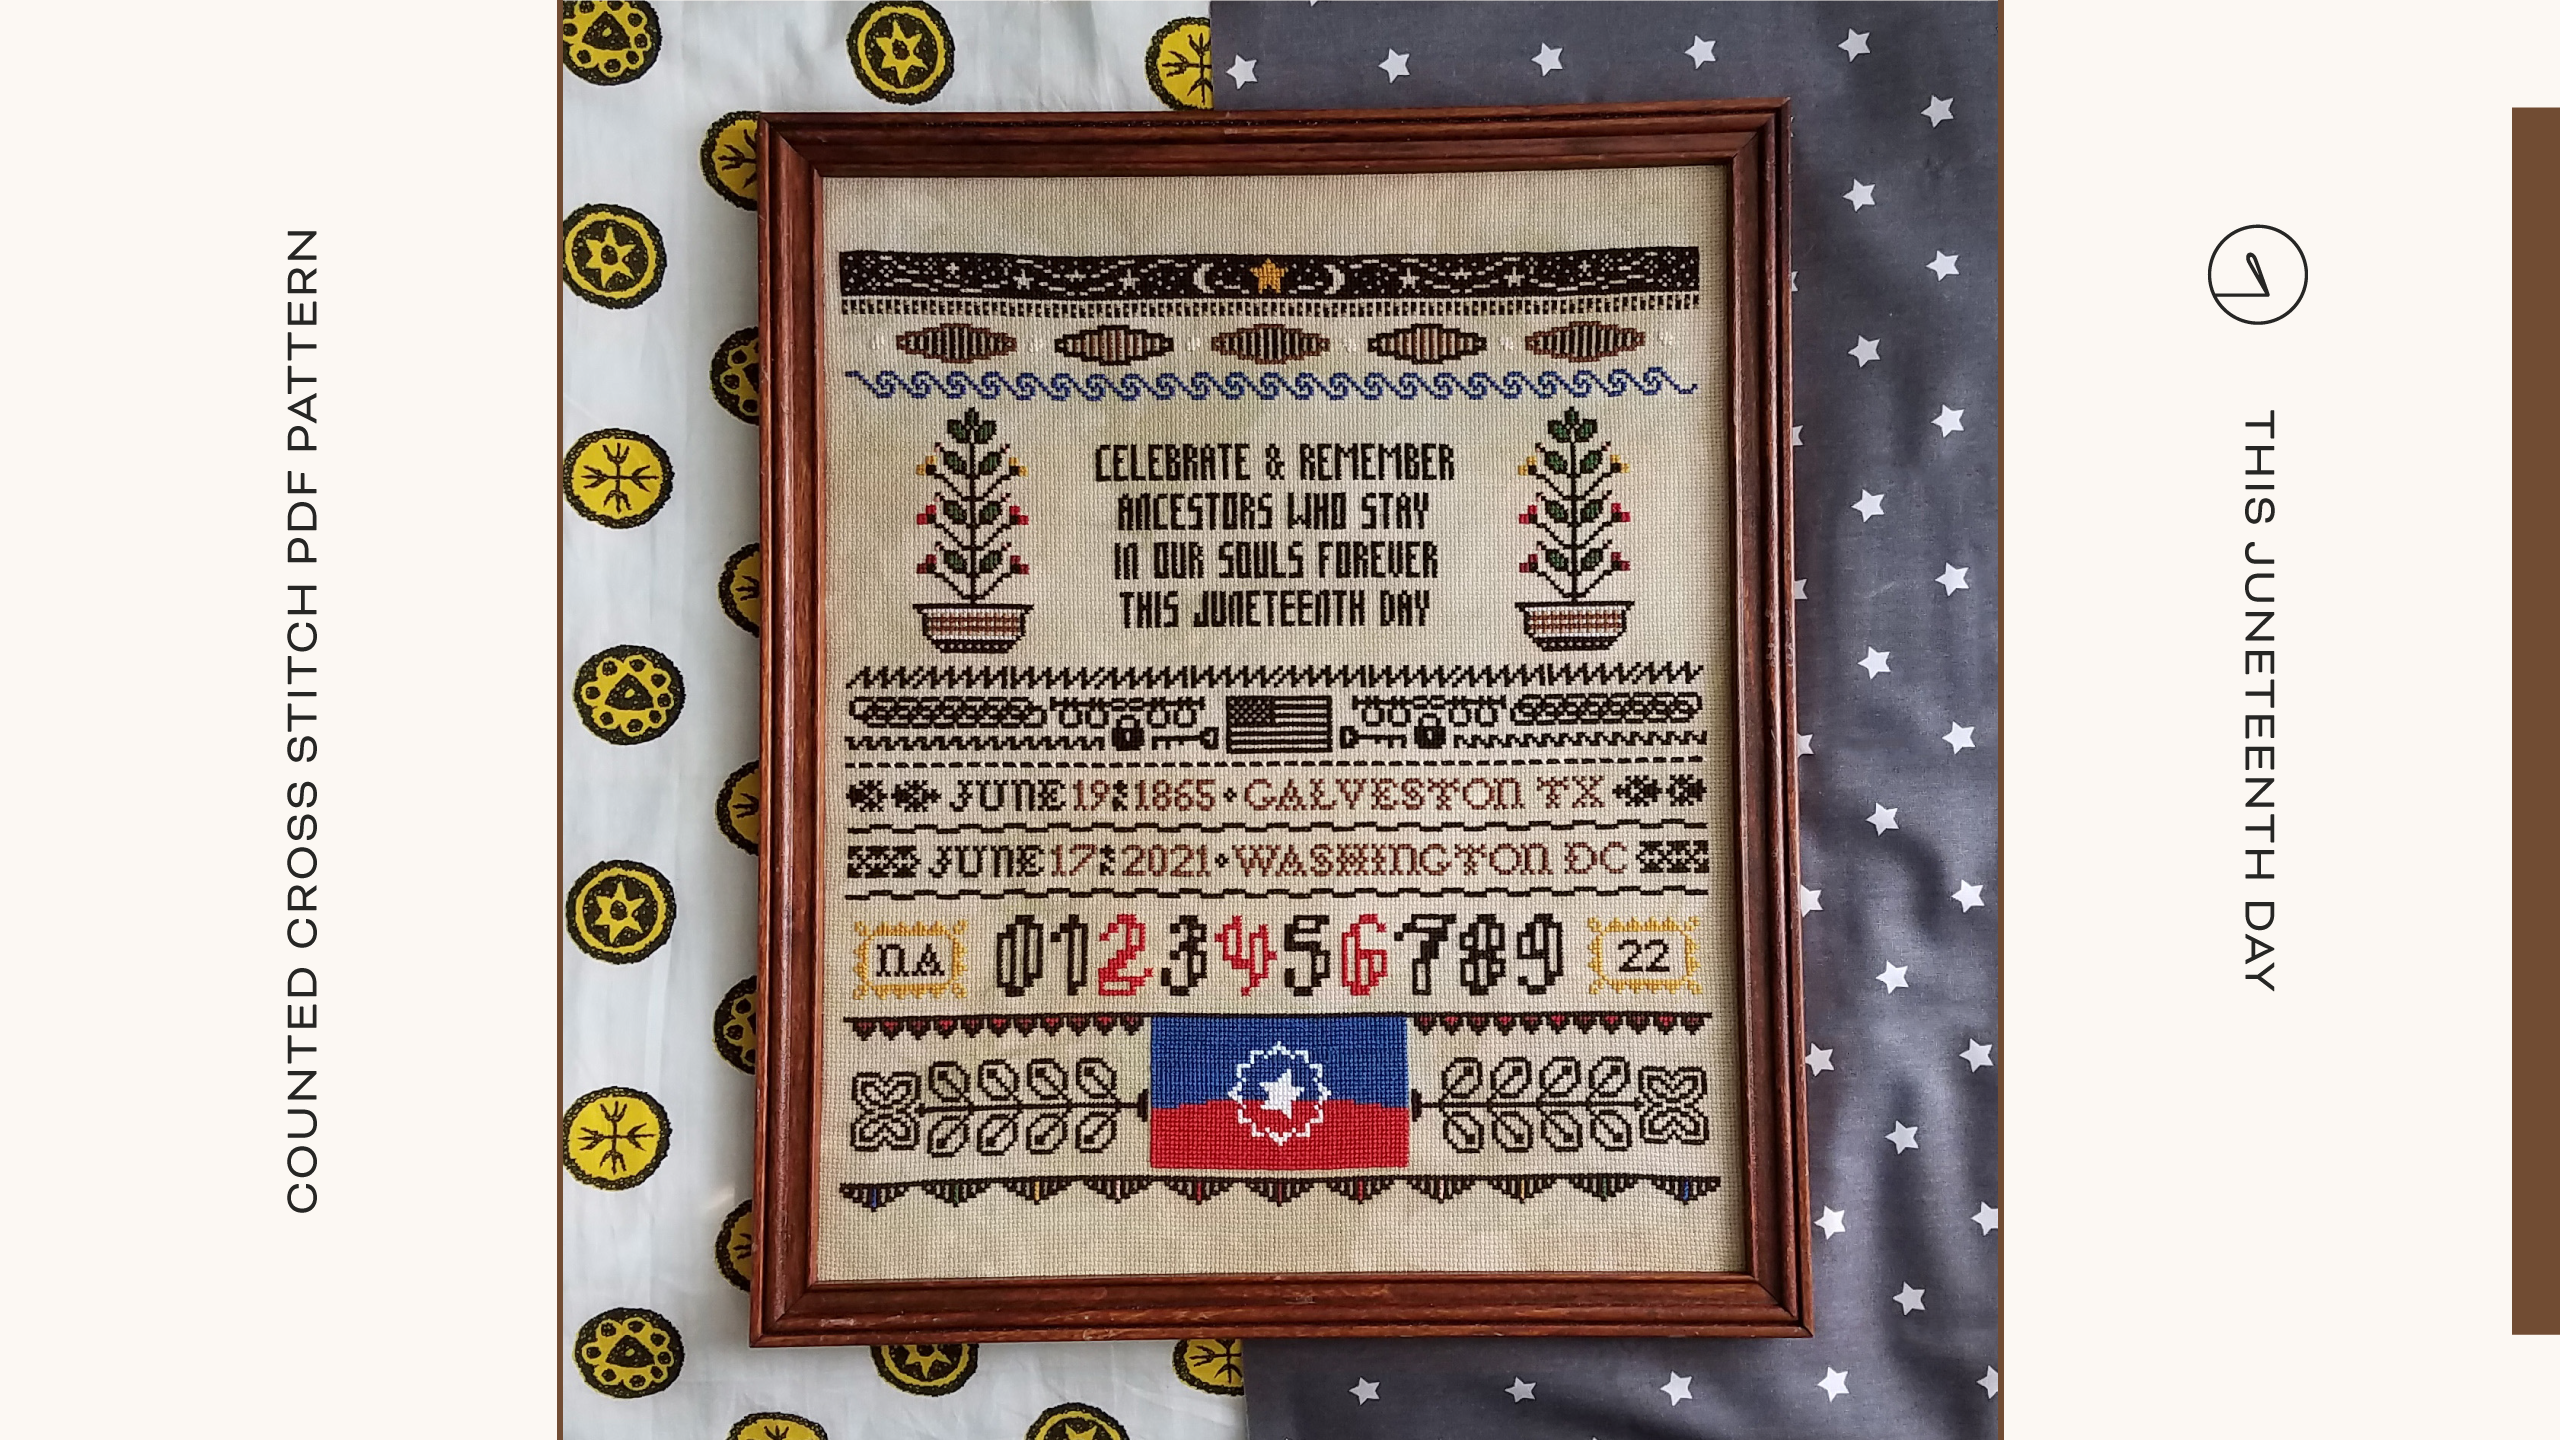 COUNTED CROSS STITCH PDF PATTERN
CELEBRATE & REMEMBER
ANCESTORS WHO STAY
IN OUR SOULS FOREVER
THIS JUNETEENTH DAY
JUNE 19 1865 • GALVESTON TX
JUNE 17 2021 • WASHINGTON DC
NA 0123456789 22
THIS JUNETEENTH DAY